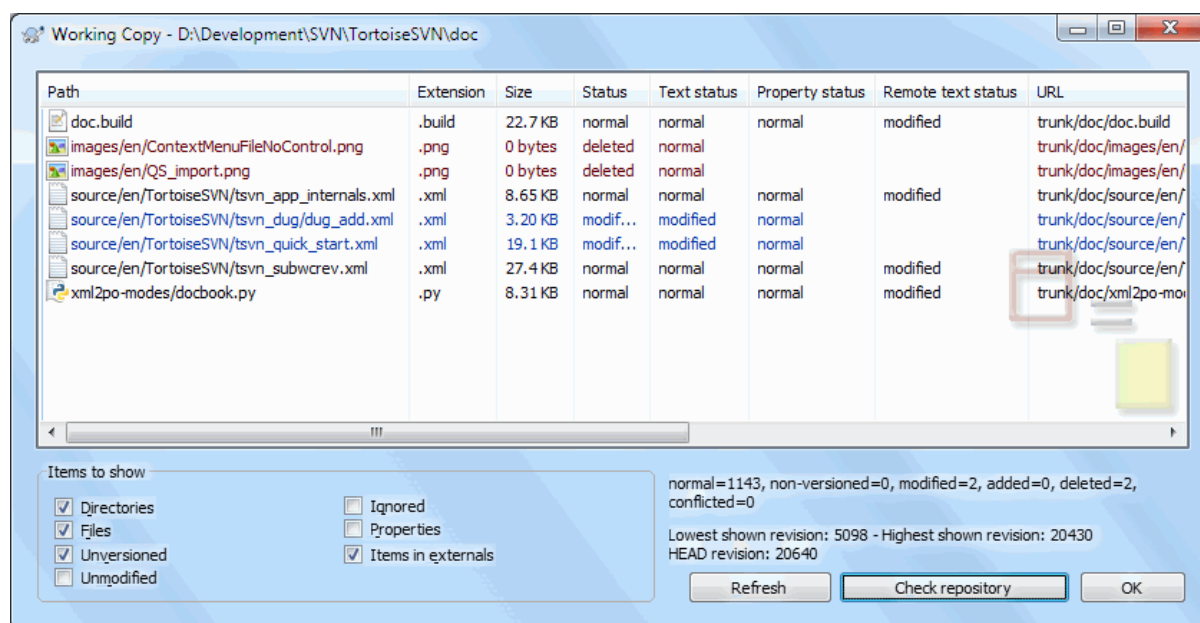 Working Copy - D:\Development\SVN\TortoiseSVN\doc
Path Extension Size Status Text status Property status Remote text status URL
doc.build .build 22.7 KB normal normal normal modified trunk/doc/doc.build
images/en/ContextMenuFileNoControl.png .png 0 bytes deleted normal trunk/doc/images/en/
images/en/QS_import.png .png 0 bytes deleted normal trunk/doc/images/en/
source/en/TortoiseSVN/tsvn_app_internals.xml .xml 8.65 KB normal normal normal modified trunk/doc/source/en/
source/en/TortoiseSVN/tsvn_dug/dug_add.xml .xml 3.20 KB modif... modified normal trunk/doc/source/en/
source/en/TortoiseSVN/tsvn_quick_start.xml .xml 19.1 KB modif... modified normal trunk/doc/source/en/
source/en/TortoiseSVN/tsvn_subwcrev.xml .xml 27.4 KB normal normal normal modified trunk/doc/source/en/
xml2po-modes/docbook.py .py 8.31 KB normal normal normal modified trunk/doc/xml2po-mo
Items to show
Directories
Files
Unversioned
Unmodified
Ignored
Properties
Items in externals
normal=1143, non-versioned=0, modified=2, added=0, deleted=2,
conflicted=0
Lowest shown revision: 5098 - Highest shown revision: 20430
HEAD revision: 20640
Refresh Check repository OK